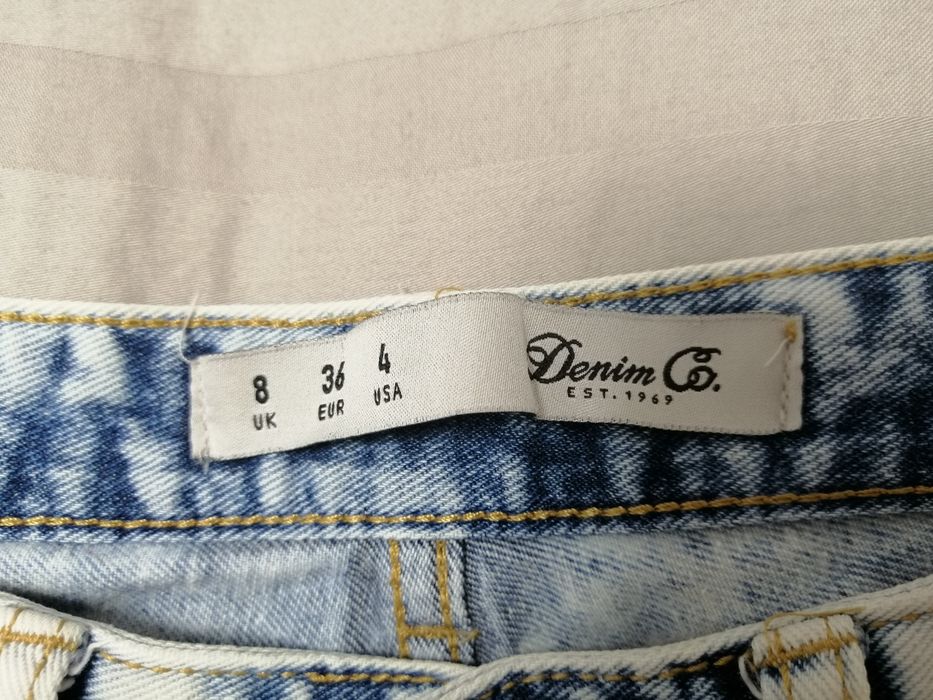 8 36 4
UK EUR USA
Denim Co.
EST. 1969